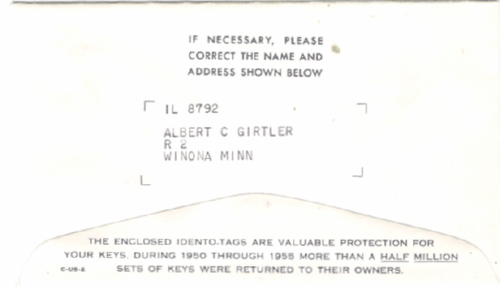 IF NECESSARY, PLEASE
CORRECT THE NAME AND
ADDRESS SHOWN BELOW
IL 8792
ALBERT C GIRTLER
R 2
WINONA MINN
THE ENCLOSED IDENTO-TAGS ARE VALUABLE PROTECTION FOR
YOUR KEYS. DURING 1950 THROUGH 1955 MORE THAN A HALF MILLION
C-US-2 SETS OF KEYS WERE RETURNED TO THEIR OWNERS.